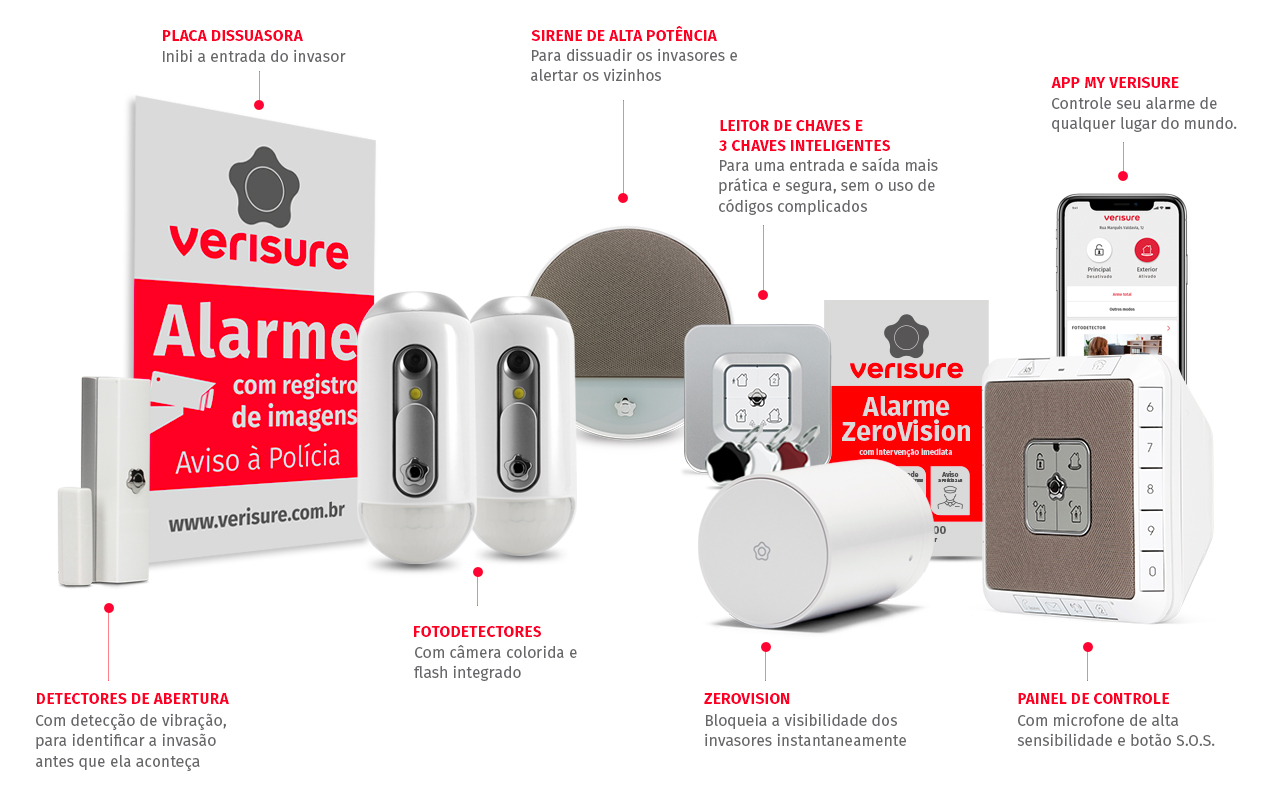 PLACA DISSUASORA
Inibi a entrada do invasor
SIRENE DE ALTA POTÊNCIA
Para dissuadir os invasores e
alertar os vizinhos
LEITOR DE CHAVES E
3 CHAVES INTELIGENTES
Para uma entrada e saída mais
prática e segura, sem o uso de
códigos complicados
APP MY VERISURE
Controle seu alarme de
qualquer lugar do mundo.
verisure
Alarme
com registro
de imagens
Aviso à Polícia
www.verisure.com.br
2
verisure
Alarme
ZeroVision
com Intervenção Imediata
Aviso
verisure
Principal
Desativado
Exterior
Ativado
Outros modos
FOTODETECTOR
6
7
8
9
0
DETECTORES DE ABERTURA
Com detecção de vibração,
para identificar a invasão
antes que ela aconteça
FOTODETECTORES
Com câmera colorida e
flash integrado
ZEROVISION
Bloqueia a visibilidade dos
invasores instantaneamente
PAINEL DE CONTROLE
Com microfone de alta
sensibilidade e botão S.O.S.